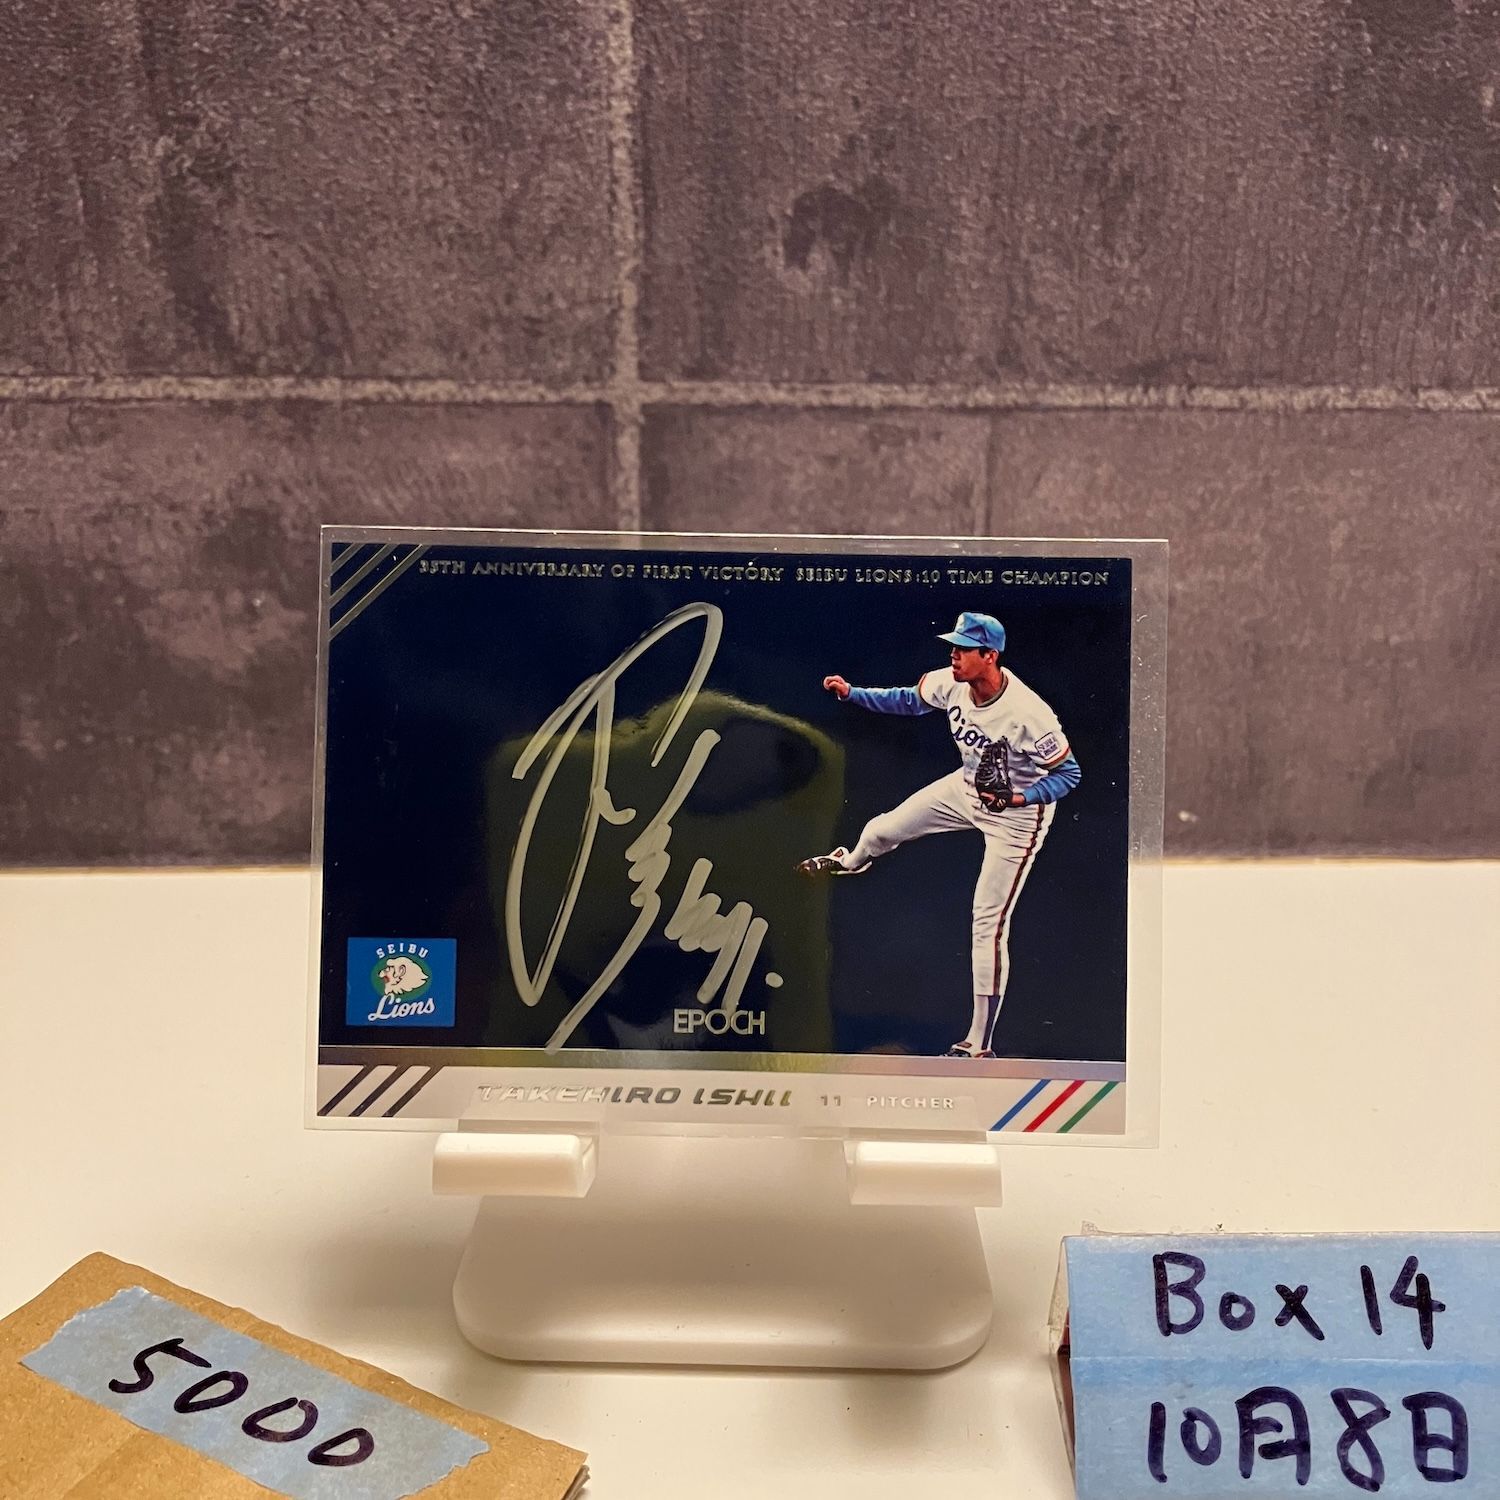 35TH ANNIVERSARY OF FIRST VICTORY SEIBU LIONS:10 TIME CHAMPION
Lions
SEIBU
Lions
EPOCH
TAKEHIRO ISHII 11 PITCHER
5000
Box 14
10月8日